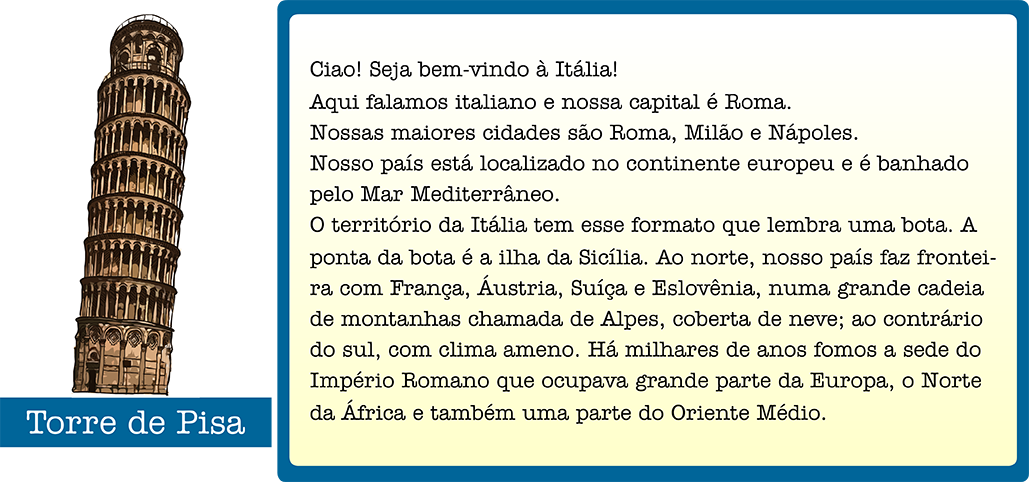 Ciao! Seja bem-vindo à Itália!
Aqui falamos italiano e nossa capital é Roma.
Nossas maiores cidades são Roma, Milão e Nápoles.
Nosso país está localizado no continente europeu e é banhado
pelo Mar Mediterrâneo.
O território da Itália tem esse formato que lembra uma bota. A
ponta da bota é a ilha da Sicília. Ao norte, nosso país faz frontei-
ra com França, Áustria, Suíça e Eslovênia, numa grande cadeia
de montanhas chamada de Alpes, coberta de neve; ao contrário
do sul, com clima ameno. Há milhares de anos fomos a sede do
Império Romano que ocupava grande parte da Europa, o Norte
da África e também uma parte do Oriente Médio.
Torre de Pisa